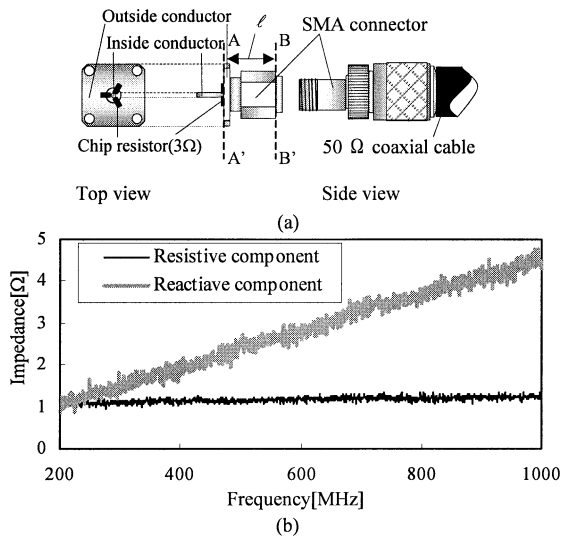 Outside conductor
Inside conductor
A
ℓ
B
SMA connector
Chip resistor(3Ω)
A'
B'
50 Ω coaxial cable
Top view
Side view
(a)
5
4
3
2
1
0
Impedance[Ω]
Resistive component
Reactiave component
200
400
600
800
1000
Frequency[MHz]
(b)